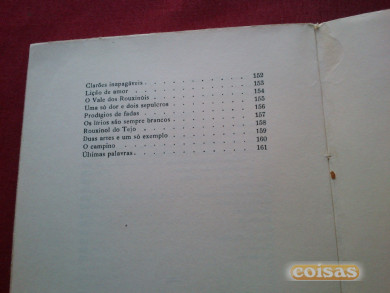 Clarões inapagáveis . . . . . . . . . . 152
Lição de amor . . . . . . . . . . 153
O Vale dos Rouxinóis . . . . . . . . . . 154
Uma só dor e dois sepulcros . . . . . . . . . . 155
Prodígios de fadas . . . . . . . . . . 156
Os lírios não sempre brancos . . . . . . . . . . 157
Rouxinol do Tejo . . . . . . . . . . 158
Duas artes e um só exemplo . . . . . . . . . . 159
O campino . . . . . . . . . . 160
Últimas palavras . . . . . . . . . . 161
coisas